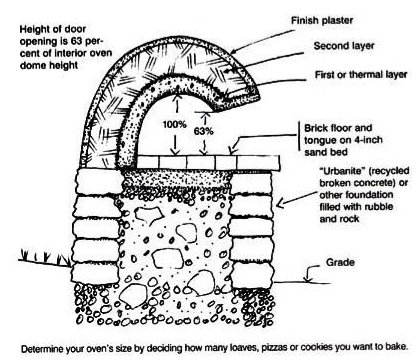 Height of door
opening is 63 per-
cent of interior oven
dome height
Finish plaster
Second layer
First or thermal layer
100%
63%
Brick floor and
tongue on 4-inch
sand bed
"Urbanite" (recycled
broken concrete) or
other foundation
filled with rubble
and rock
Grade
Determine your oven's size by deciding how many loaves, pizzas or cookies you want to bake.